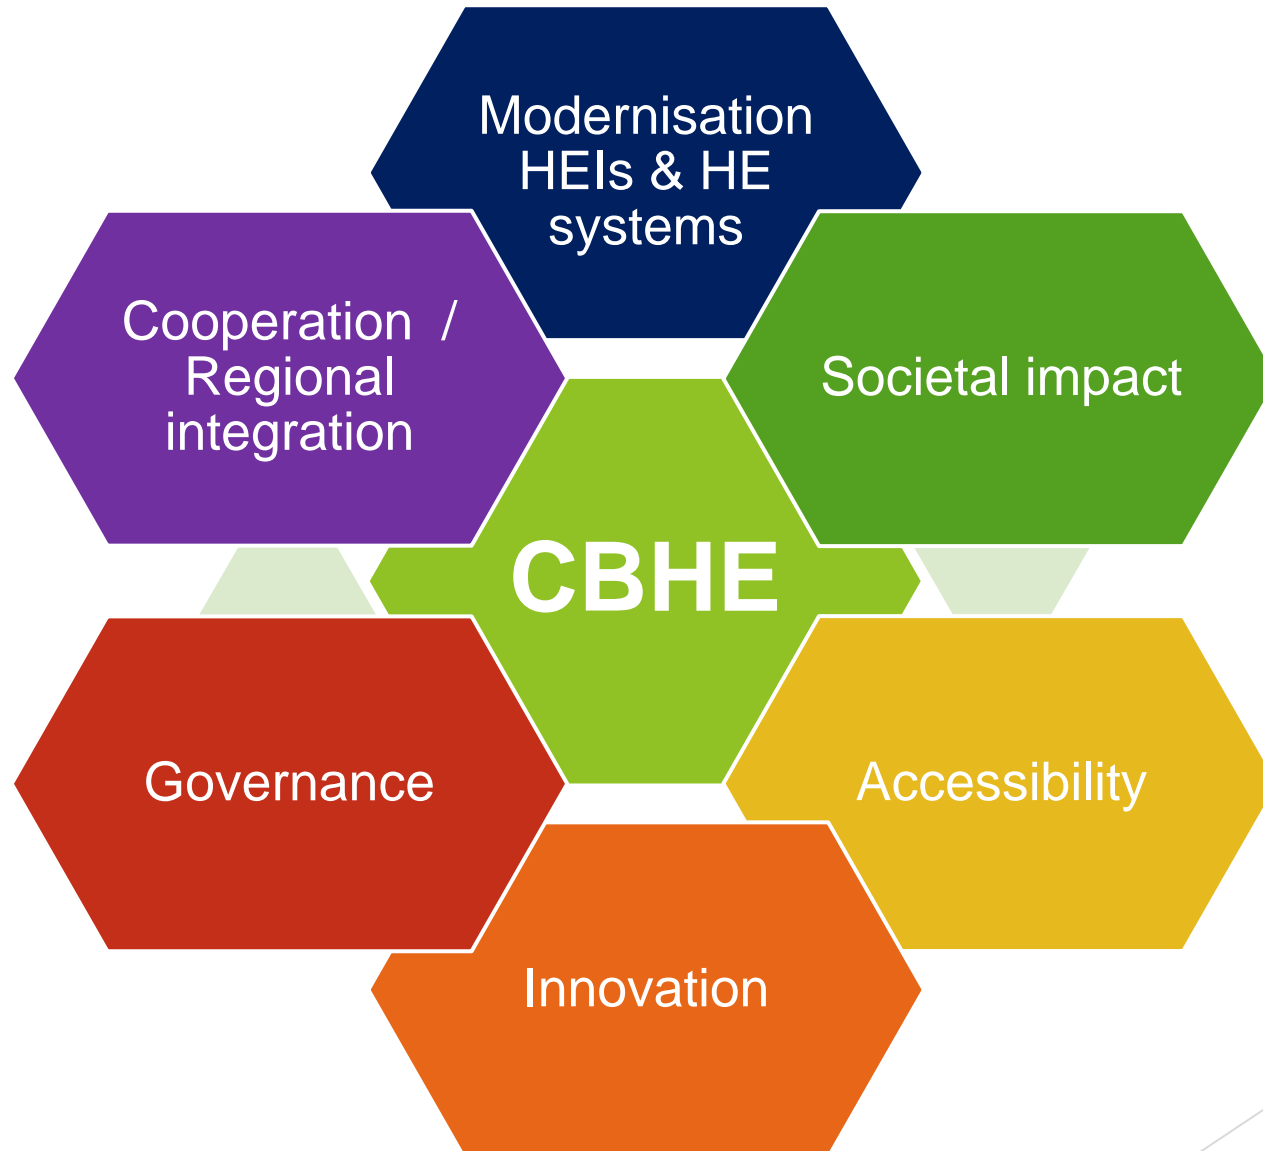 Modernisation
HEIs & HE
systems
Cooperation /
Regional
integration
Societal impact
CBHE
Governance
Accessibility
Innovation